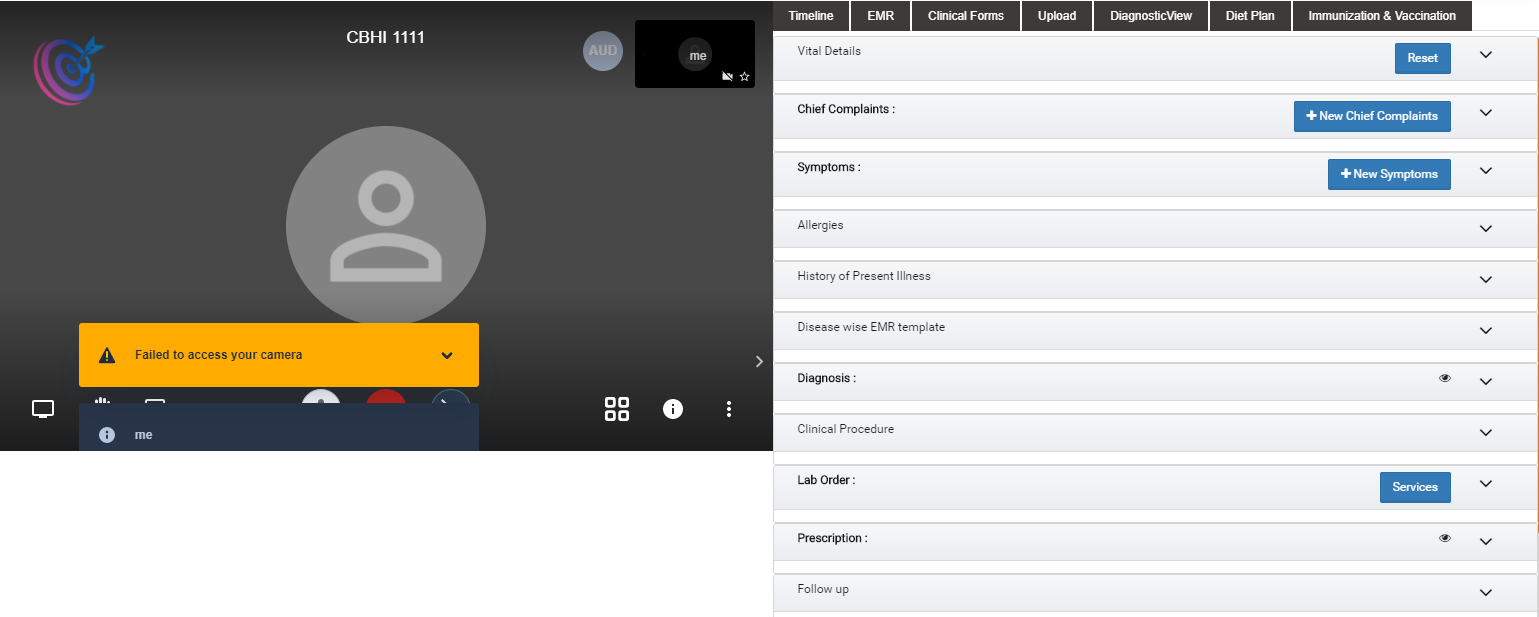 CBHI 1111
AUD
me
Failed to access your camera
me
Timeline
EMR
Clinical Forms
Upload
DiagnosticView
Diet Plan
Immunization & Vaccination
Vital Details
Reset
Chief Complaints :
New Chief Complaints
Symptoms :
New Symptoms
Allergies
History of Present Illness
Disease wise EMR template
Diagnosis :
Clinical Procedure
Lab Order :
Services
Prescription :
Follow up